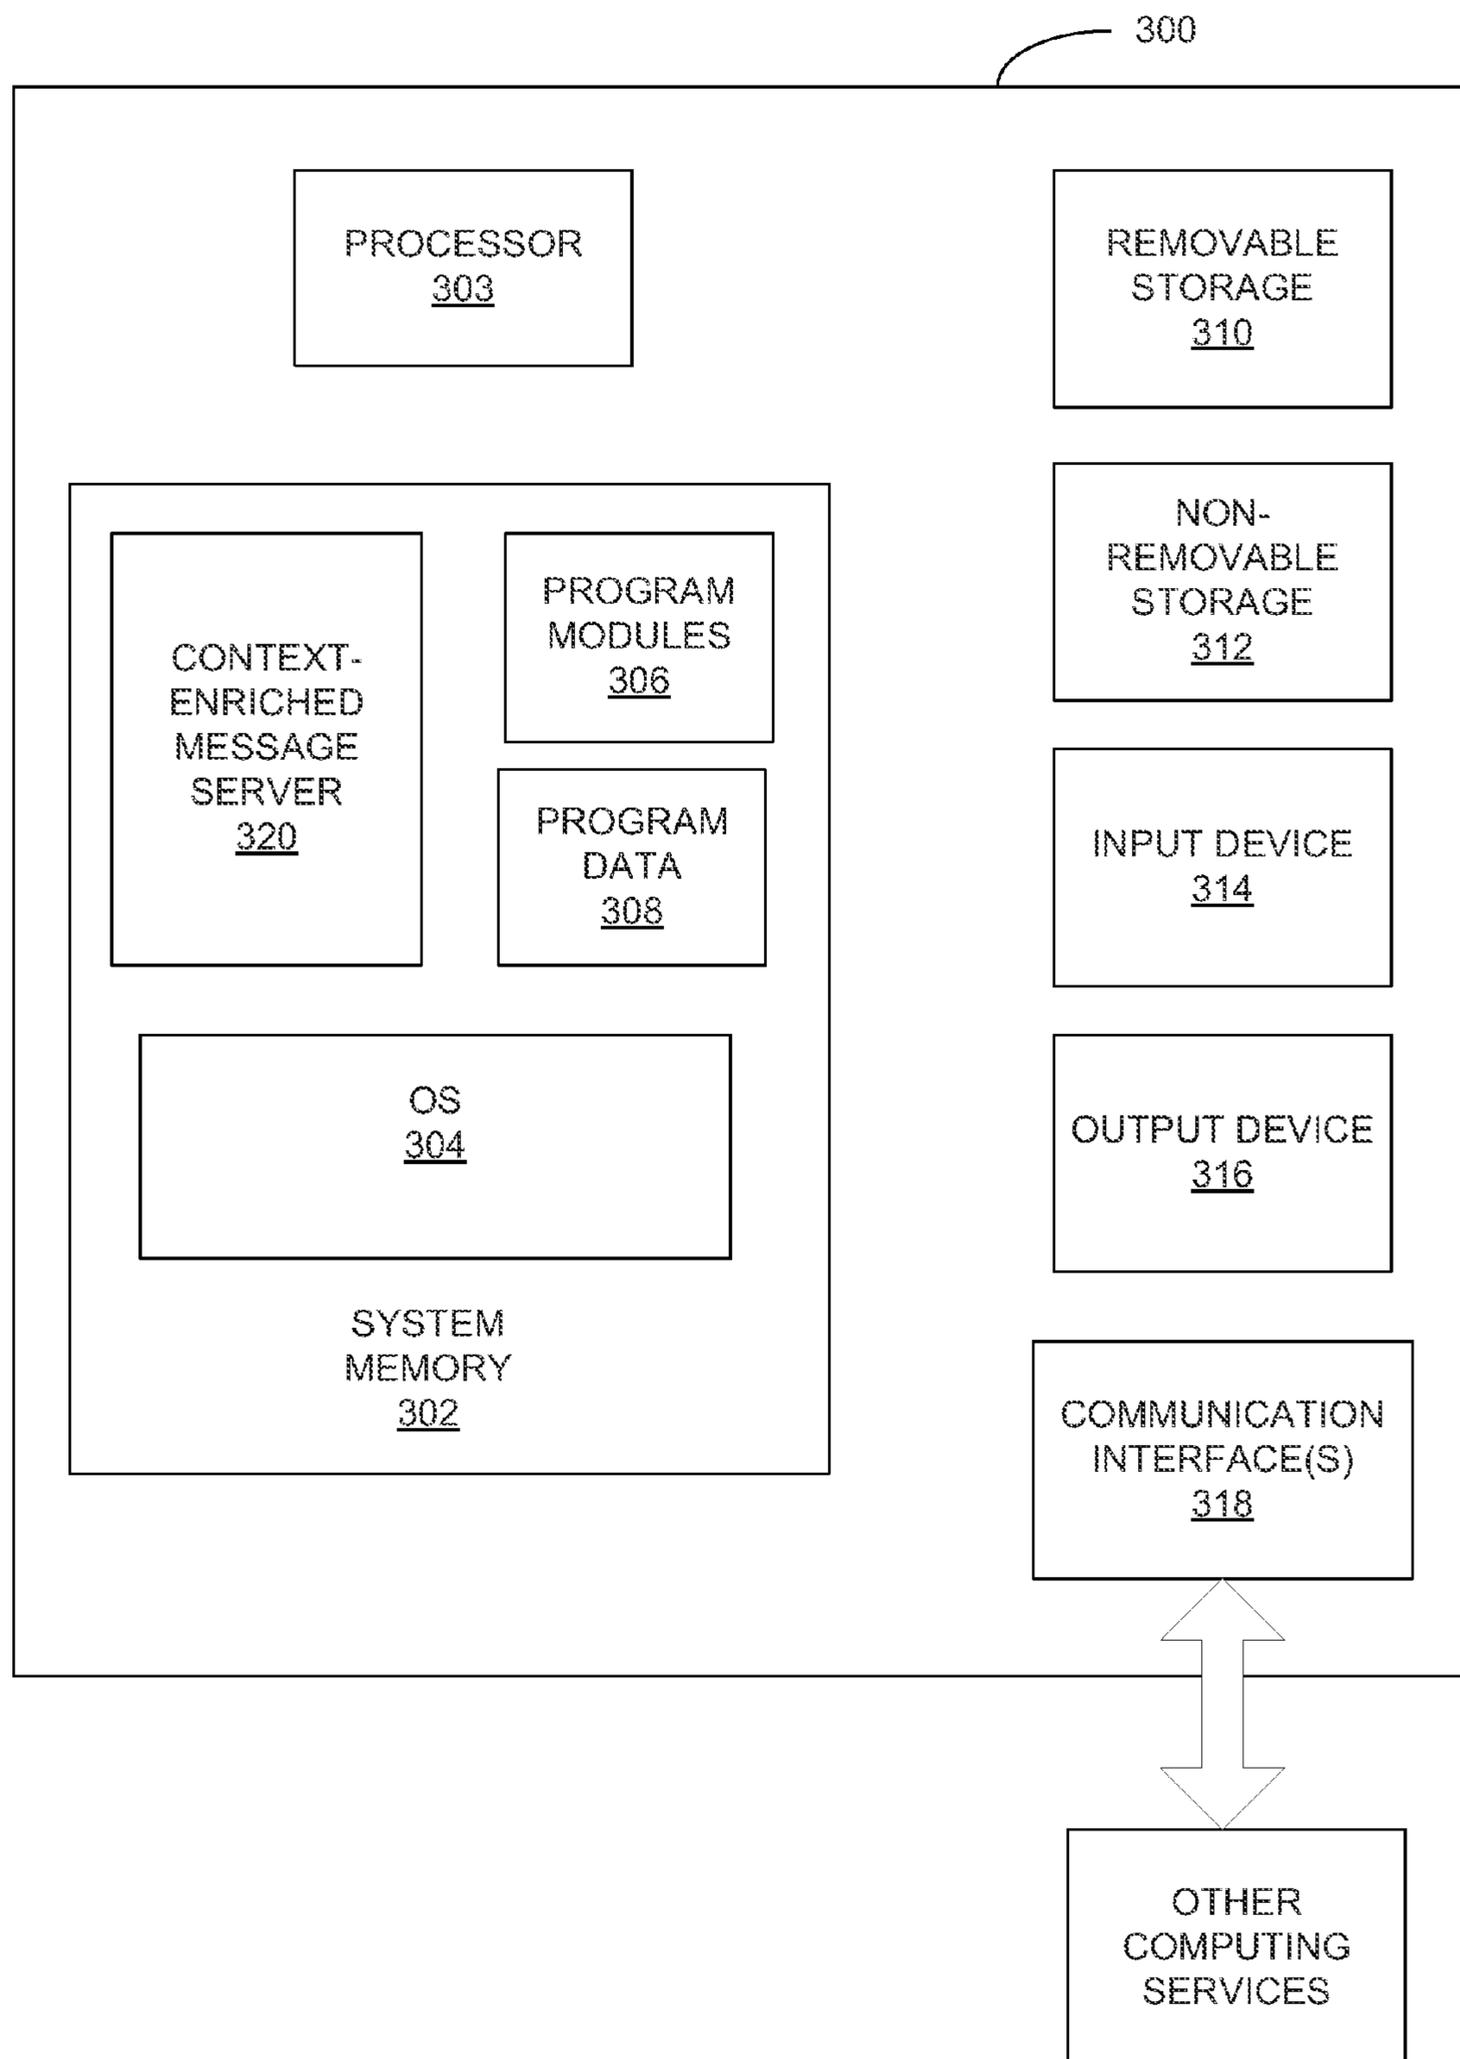 300
PROCESSOR
303
REMOVABLE
STORAGE
310
NON-
REMOVABLE
STORAGE
312
CONTEXT-
ENRICHED
MESSAGE
SERVER
320
PROGRAM
MODULES
306
PROGRAM
DATA
308
INPUT DEVICE
314
OS
304
OUTPUT DEVICE
316
SYSTEM
MEMORY
302
COMMUNICATION
INTERFACE(S)
318
OTHER
COMPUTING
SERVICES